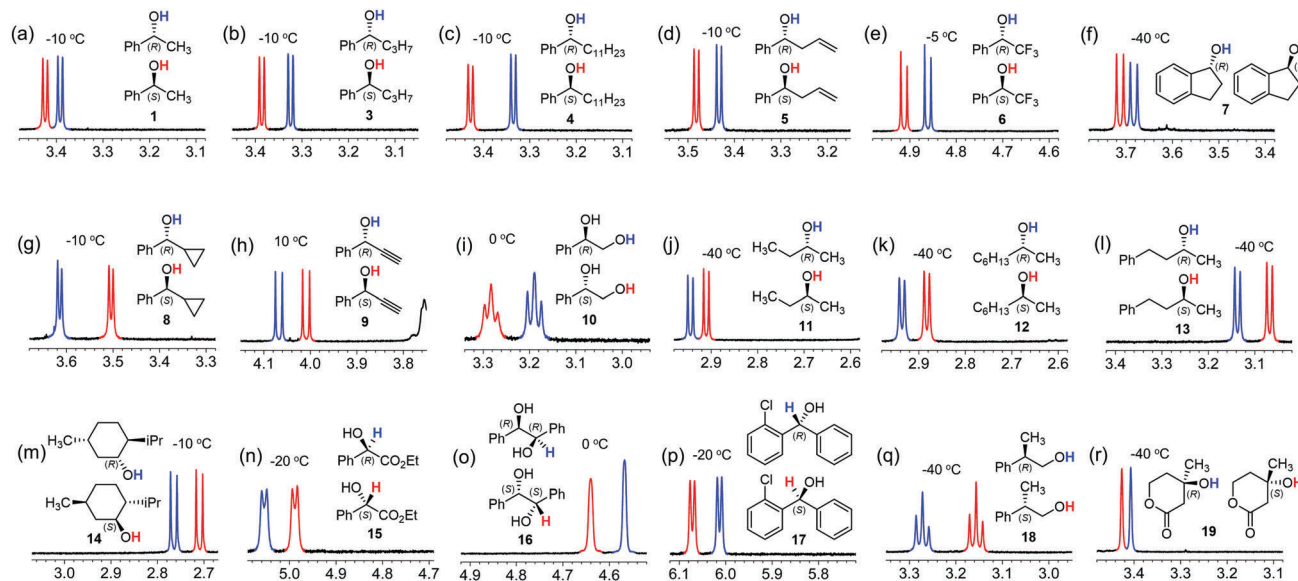 (a) -10 °C
OH
Ph (R) CH3
OH
Ph (S) CH3
1
3.4 3.3 3.2 3.1
(b) -10 °C
OH
Ph (R) C3H7
OH
Ph (S) C3H7
3
3.4 3.3 3.2 3.1
(c) -10 °C
OH
Ph (R) C11H23
OH
Ph (S) C11H23
4
3.4 3.3 3.2 3.1
(d) -10 °C
OH
Ph (R)
OH
Ph (S)
5
3.5 3.4 3.3 3.2
(e) -5 °C
OH
Ph (R) CF3
OH
Ph (S) CF3
6
4.9 4.8 4.7 4.6
(f) -40 °C
OH
(R)
O
7
3.7 3.6 3.5 3.4
(g) -10 °C
OH
Ph (R)
OH
Ph (S)
8
3.6 3.5 3.4 3.3
(h) 10 °C
OH
Ph (R)
OH
Ph (S)
9
4.1 4.0 3.9 3.8
(i) 0 °C
OH
Ph OH
OH
Ph OH
10
3.3 3.2 3.1 3.0
(j) -40 °C
OH
H3C (R) CH3
OH
H3C (S) CH3
11
2.9 2.8 2.7 2.6
(k) -40 °C
OH
C6H13 (R) CH3
OH
C6H13 (S) CH3
12
2.9 2.8 2.7 2.6
(l) -40 °C
OH
Ph (R) CH3
OH
Ph (S) CH3
13
3.4 3.3 3.2 3.1
(m) -10 °C
H3C iPr
(R) OH
H3C iPr
(S) OH
14
3.0 2.9 2.8 2.7
(n) -20 °C
HO H
Ph (R) CO2Et
HO H
Ph (S) CO2Et
15
5.0 4.9 4.8 4.7
(o) 0 °C
OH
(R) Ph
Ph (R)
HO H
OH
(S) Ph
Ph (S)
HO H
16
4.9 4.8 4.7 4.6
(p) -20 °C
Cl H OH
(R)
Cl H OH
(S)
17
6.1 6.0 5.9 5.8
(q) -40 °C
CH3
Ph OH
CH3
Ph OH
18
3.3 3.2 3.1 3.0
(r) -40 °C
CH3 CH3
OH OH
(R) (S)
O O
O O
19
3.4 3.3 3.2 3.1